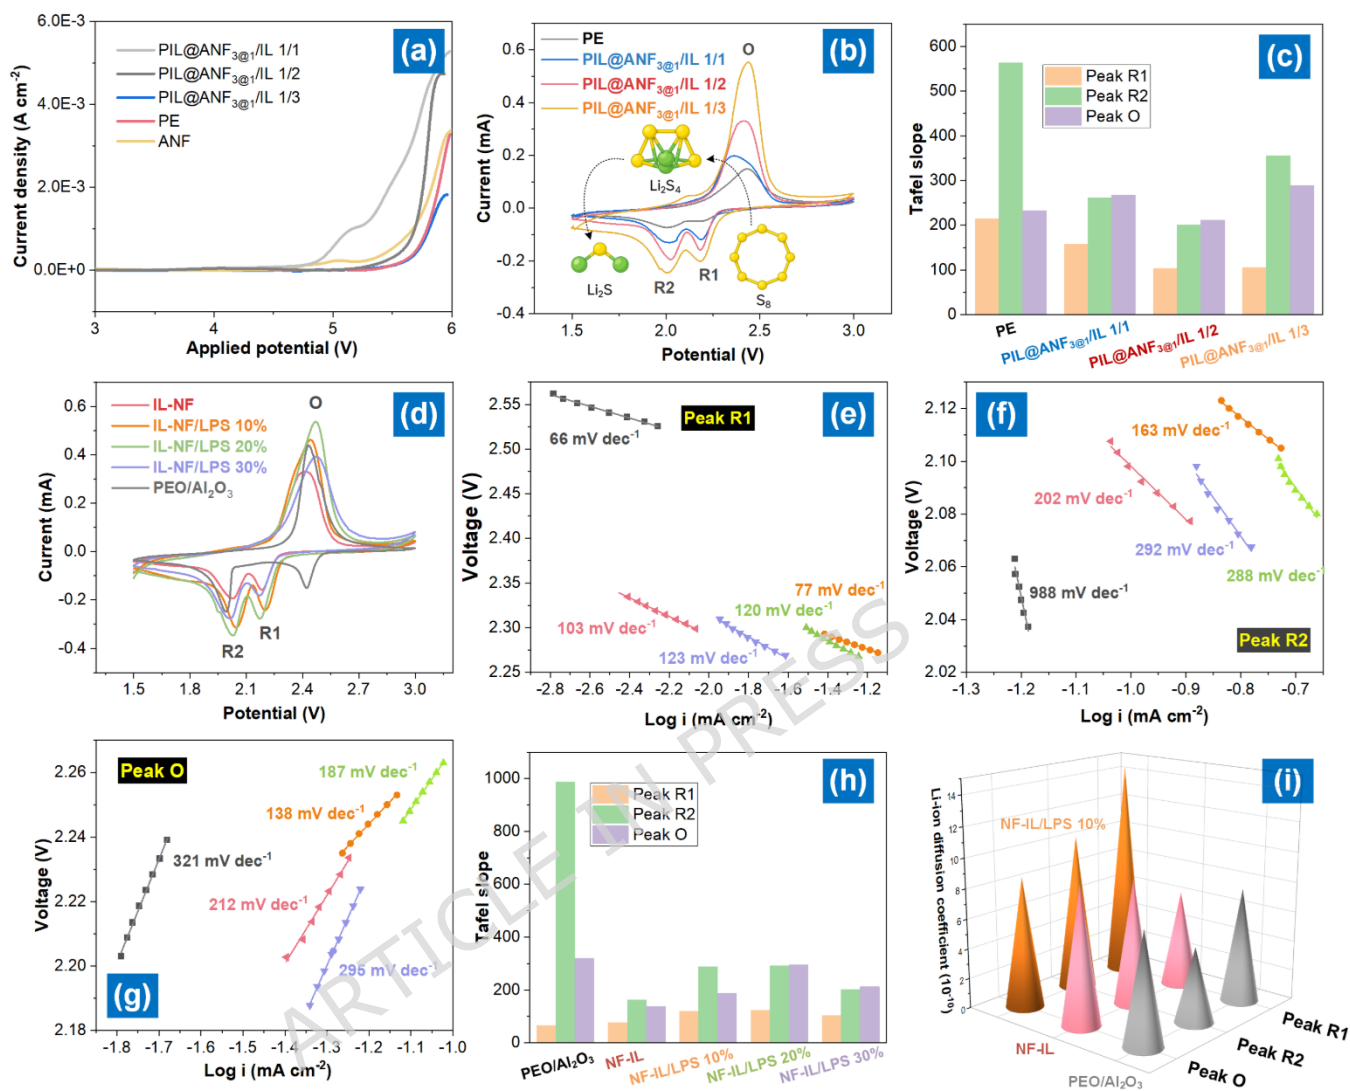 (a)
6.0E-3
4.0E-3
2.0E-3
0.0E+0
Current density (A cm-2)
PIL@ANF3@1/IL 1/1
PIL@ANF3@1/IL 1/2
PIL@ANF3@1/IL 1/3
PE
ANF
3 4 5 6
Applied potential (V)
(b)
0.6
0.4
0.2
0.0
-0.2
-0.4
Current (mA)
PE
PIL@ANF3@1/IL 1/1
PIL@ANF3@1/IL 1/2
PIL@ANF3@1/IL 1/3
O
Li2S4
Li2S
S8
R2
R1
1.5 2.0 2.5 3.0
Potential (V)
(c)
600
500
400
300
200
100
0
Tafel slope
Peak R1
Peak R2
Peak O
PE
PIL@ANF3@1/IL 1/1
PIL@ANF3@1/IL 1/2
PIL@ANF3@1/IL 1/3
(d)
0.6
0.4
0.2
0.0
-0.2
-0.4
Current (mA)
IL-NF
IL-NF/LPS 10%
IL-NF/LPS 20%
IL-NF/LPS 30%
PEO/Al2O3
O
R2
R1
1.5 1.8 2.1 2.4 2.7 3.0
Potential (V)
(e)
2.55
2.50
2.45
2.40
2.35
2.30
2.25
Voltage (V)
Peak R1
66 mV dec-1
77 mV dec-1
120 mV dec-1
103 mV dec-1
123 mV dec-1
-2.8 -2.6 -2.4 -2.2 -2.0 -1.8 -1.6 -1.4 -1.2
Log i (mA cm-2)
(f)
2.12
2.10
2.08
2.06
2.04
2.02
Voltage (V)
163 mV dec-1
202 mV dec-1
292 mV dec-1
288 mV dec-1
988 mV dec-1
Peak R2
-1.3 -1.2 -1.1 -1.0 -0.9 -0.8 -0.7
Log i (mA cm-2)
(g)
2.26
2.24
2.22
2.20
2.18
Voltage (V)
Peak O
187 mV dec-1
138 mV dec-1
321 mV dec-1
212 mV dec-1
295 mV dec-1
-1.8 -1.7 -1.6 -1.5 -1.4 -1.3 -1.2 -1.1 -1.0
Log i (mA cm-2)
(h)
1000
800
600
400
200
0
Tafel slope
Peak R1
Peak R2
Peak O
PEO/Al2O3
NF-IL
NF-IL/LPS 10%
NF-IL/LPS 20%
NF-IL/LPS 30%
(i)
14
12
10
8
6
4
2
0
Li-ion diffusion
coefficient (10-10)
NF-IL/LPS 10%
NF-IL
PEO/Al2O3
Peak R1
Peak R2
Peak O
ARTICLE IN PRESS